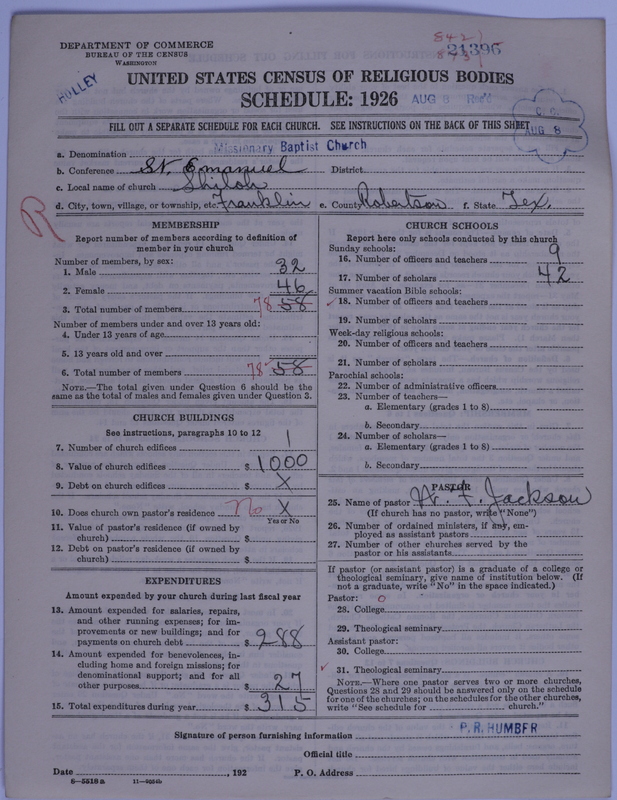 DEPARTMENT OF COMMERCE
BUREAU OF THE CENSUS
WASHINGTON
21396
HOLLEY
UNITED STATES CENSUS OF RELIGIOUS BODIES
SCHEDULE: 1926
AUG 8 Rec'd
AUG 8
FILL OUT A SEPARATE SCHEDULE FOR EACH CHURCH. SEE INSTRUCTIONS ON THE BACK OF THIS SHEET
a. Denomination Missionary Baptist Church
b. Conference St. Emanuel District
c. Local name of church Shiloh
d. City, town, village, or township, etc. Franklin e. County Robertson f. State Tex.
R
MEMBERSHIP
Report number of members according to definition of
member in your church
Number of members, by sex:
1. Male 32
2. Female 46
3. Total number of members 78 58
Number of members under and over 13 years old:
4. Under 13 years of age
5. 13 years old and over
6. Total number of members 78 58
NOTE.—The total given under Question 6 should be the
same as the total of males and females given under Question 3.
CHURCH BUILDINGS
See instructions, paragraphs 10 to 12
7. Number of church edifices 1
8. Value of church edifices $ 1000
9. Debt on church edifices $ X
10. Does church own pastor's residence No X
Yes or No
11. Value of pastor's residence (if owned by
church) $
12. Debt on pastor's residence (if owned by
church) $
EXPENDITURES
Amount expended by your church during last fiscal year
13. Amount expended for salaries, repairs,
and other running expenses; for im-
provements or new buildings; and for
payments on church debt $ 288
14. Amount expended for benevolences, in-
cluding home and foreign missions; for
denominational support; and for all
other purposes $ 27
15. Total expenditures during year $ 315
CHURCH SCHOOLS
Report here only schools conducted by this church
Sunday schools:
16. Number of officers and teachers 9
17. Number of scholars 42
Summer vacation Bible schools:
18. Number of officers and teachers
19. Number of scholars
Week-day religious schools:
20. Number of officers and teachers
21. Number of scholars
Parochial schools:
22. Number of administrative officers
23. Number of teachers—
a. Elementary (grades 1 to 8)
b. Secondary
24. Number of scholars—
a. Elementary (grades 1 to 8)
b. Secondary
PASTOR
25. Name of pastor W. F. Jackson
(If church has no pastor, write "None")
26. Number of ordained ministers, if any, em-
ployed as assistant pastors
27. Number of other churches served by the
pastor or his assistants
If pastor (or assistant pastor) is a graduate of a college or
theological seminary, give name of institution below. (If
not a graduate, write "No" in the space indicated.)
Pastor: 0
28. College
29. Theological seminary
Assistant pastor:
30. College
31. Theological seminary
NOTE.—Where one pastor serves two or more churches,
Questions 28 and 29 should be answered only on the schedule
for one of the churches; on the schedules for the other churches,
write "See schedule for church."
Signature of person furnishing information P. R. HUMBER
Official title
Date , 192 P. O. Address